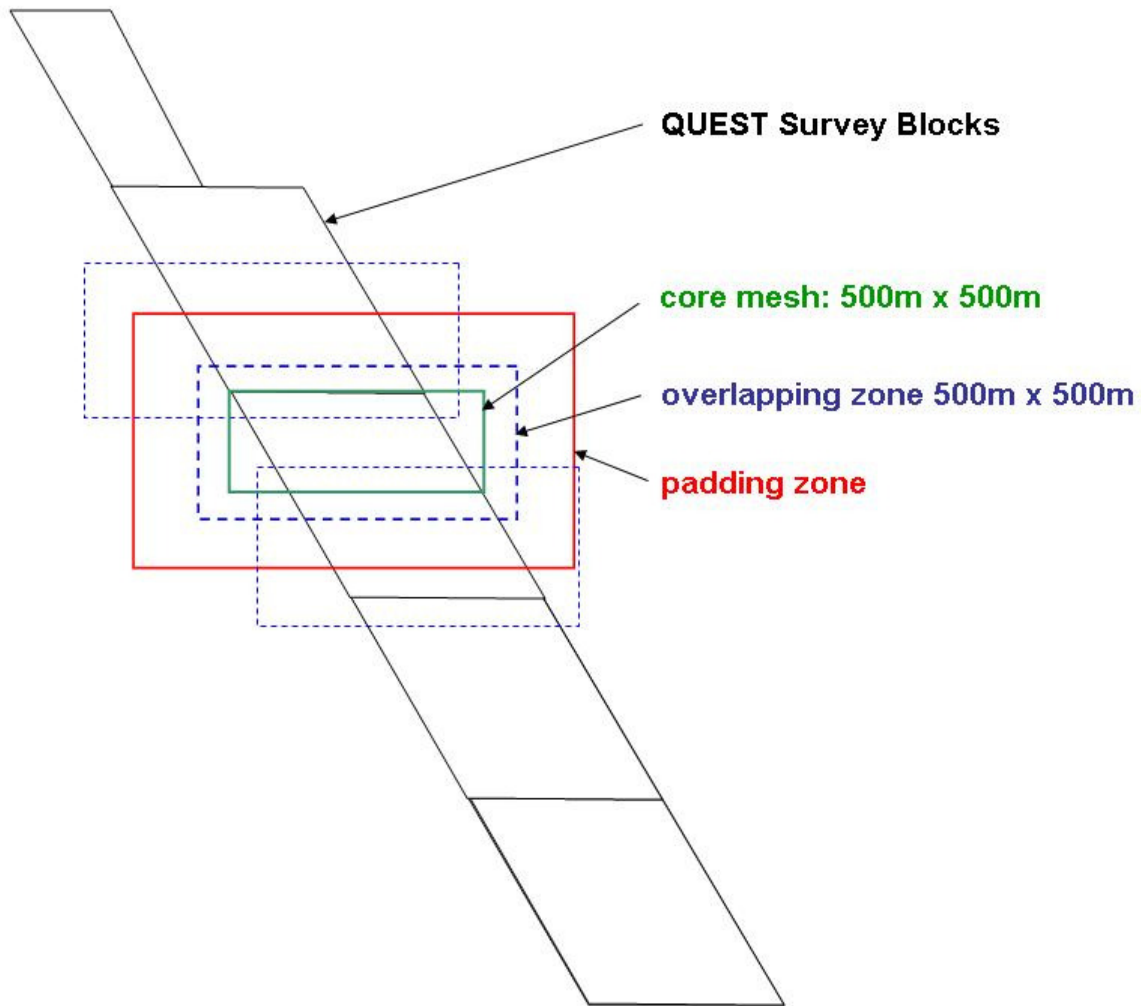 QUEST Survey Blocks
core mesh: 500m x 500m
overlapping zone 500m x 500m
padding zone